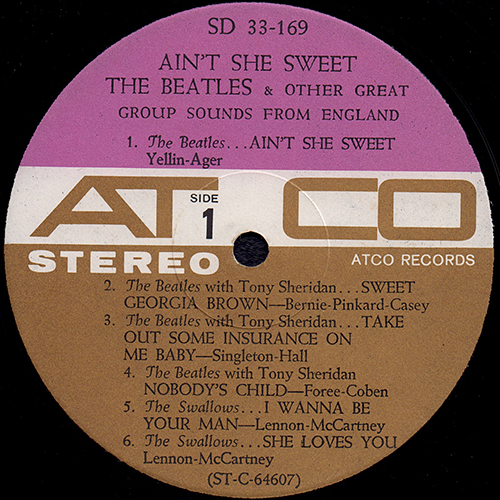 SD 33-169
AIN'T SHE SWEET
THE BEATLES & OTHER GREAT
GROUP SOUNDS FROM ENGLAND
1. The Beatles...AIN'T SHE SWEET
Yellin-Ager
ATCO
SIDE
1
STEREO
ATCO RECORDS
2. The Beatles with Tony Sheridan...SWEET
GEORGIA BROWN—Bernie-Pinkard-Casey
3. The Beatles with Tony Sheridan...TAKE
OUT SOME INSURANCE ON
ME BABY—Singleton-Hall
4. The Beatles with Tony Sheridan
NOBODY'S CHILD—Foree-Coben
5. The Swallows...I WANNA BE
YOUR MAN—Lennon-McCartney
6. The Swallows...SHE LOVES YOU
Lennon-McCartney
(ST-C-64607)